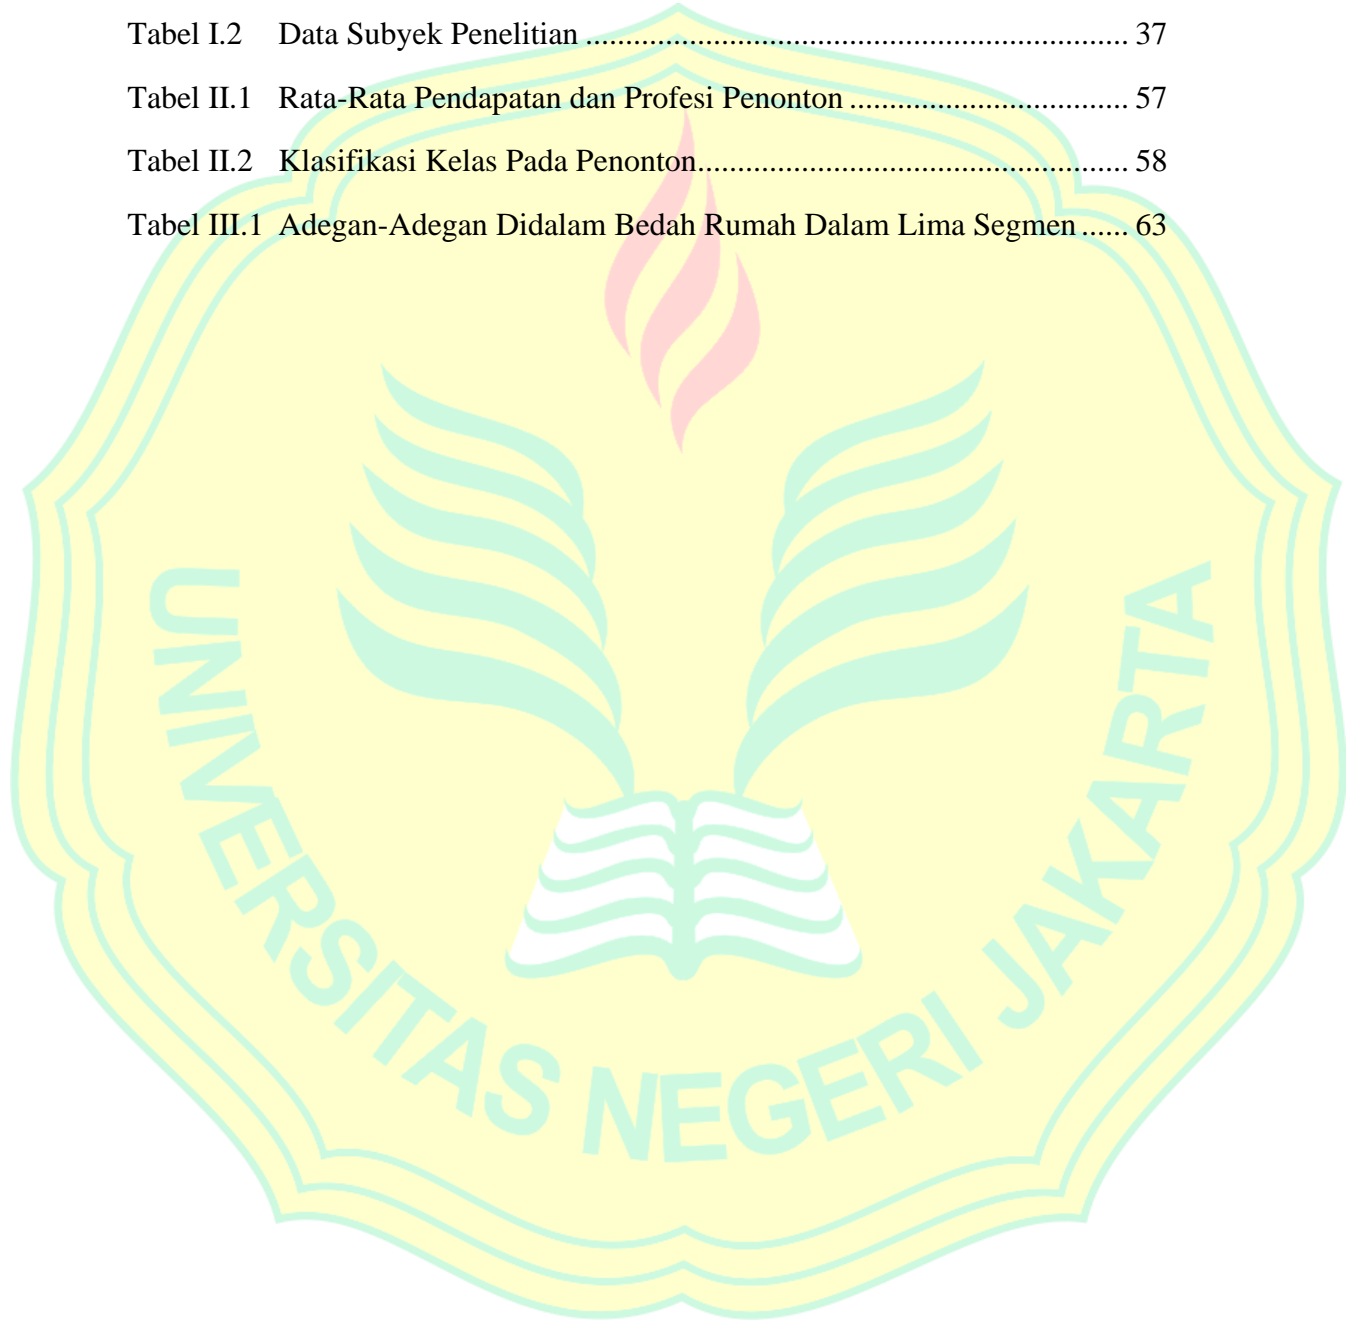 Tabel I.2 Data Subyek Penelitian .................................................................. 37
Tabel II.1 Rata-Rata Pendapatan dan Profesi Penonton .................................. 57
Tabel II.2 Klasifikasi Kelas Pada Penonton.................................................... 58
Tabel III.1 Adegan-Adegan Didalam Bedah Rumah Dalam Lima Segmen ...... 63
UNIVERSITAS NEGERI JAKARTA